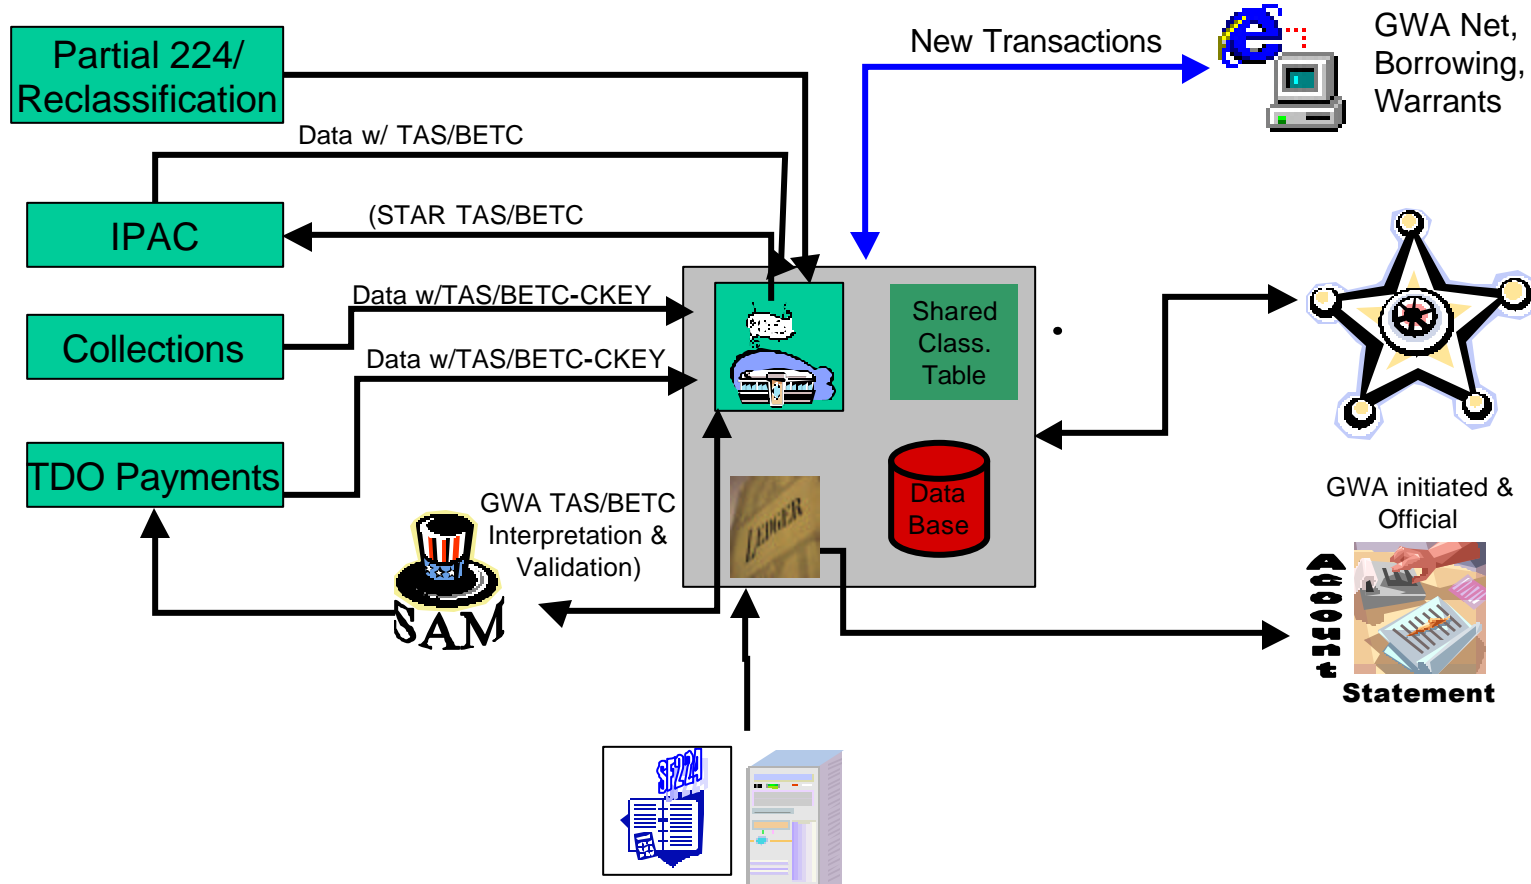 Partial 224/
Reclassification
New Transactions
GWA Net,
Borrowing,
Warrants
Data w/ TAS/BETC
IPAC
(STAR TAS/BETC
Collections
Data w/TAS/BETC-CKEY
Data w/TAS/BETC-CKEY
TDO Payments
Shared
Class.
Table
Data
Base
LEDGER
GWA TAS/BETC
Interpretation &
Validation)
SAM
GWA initiated &
Official
Account
Statement
SF224